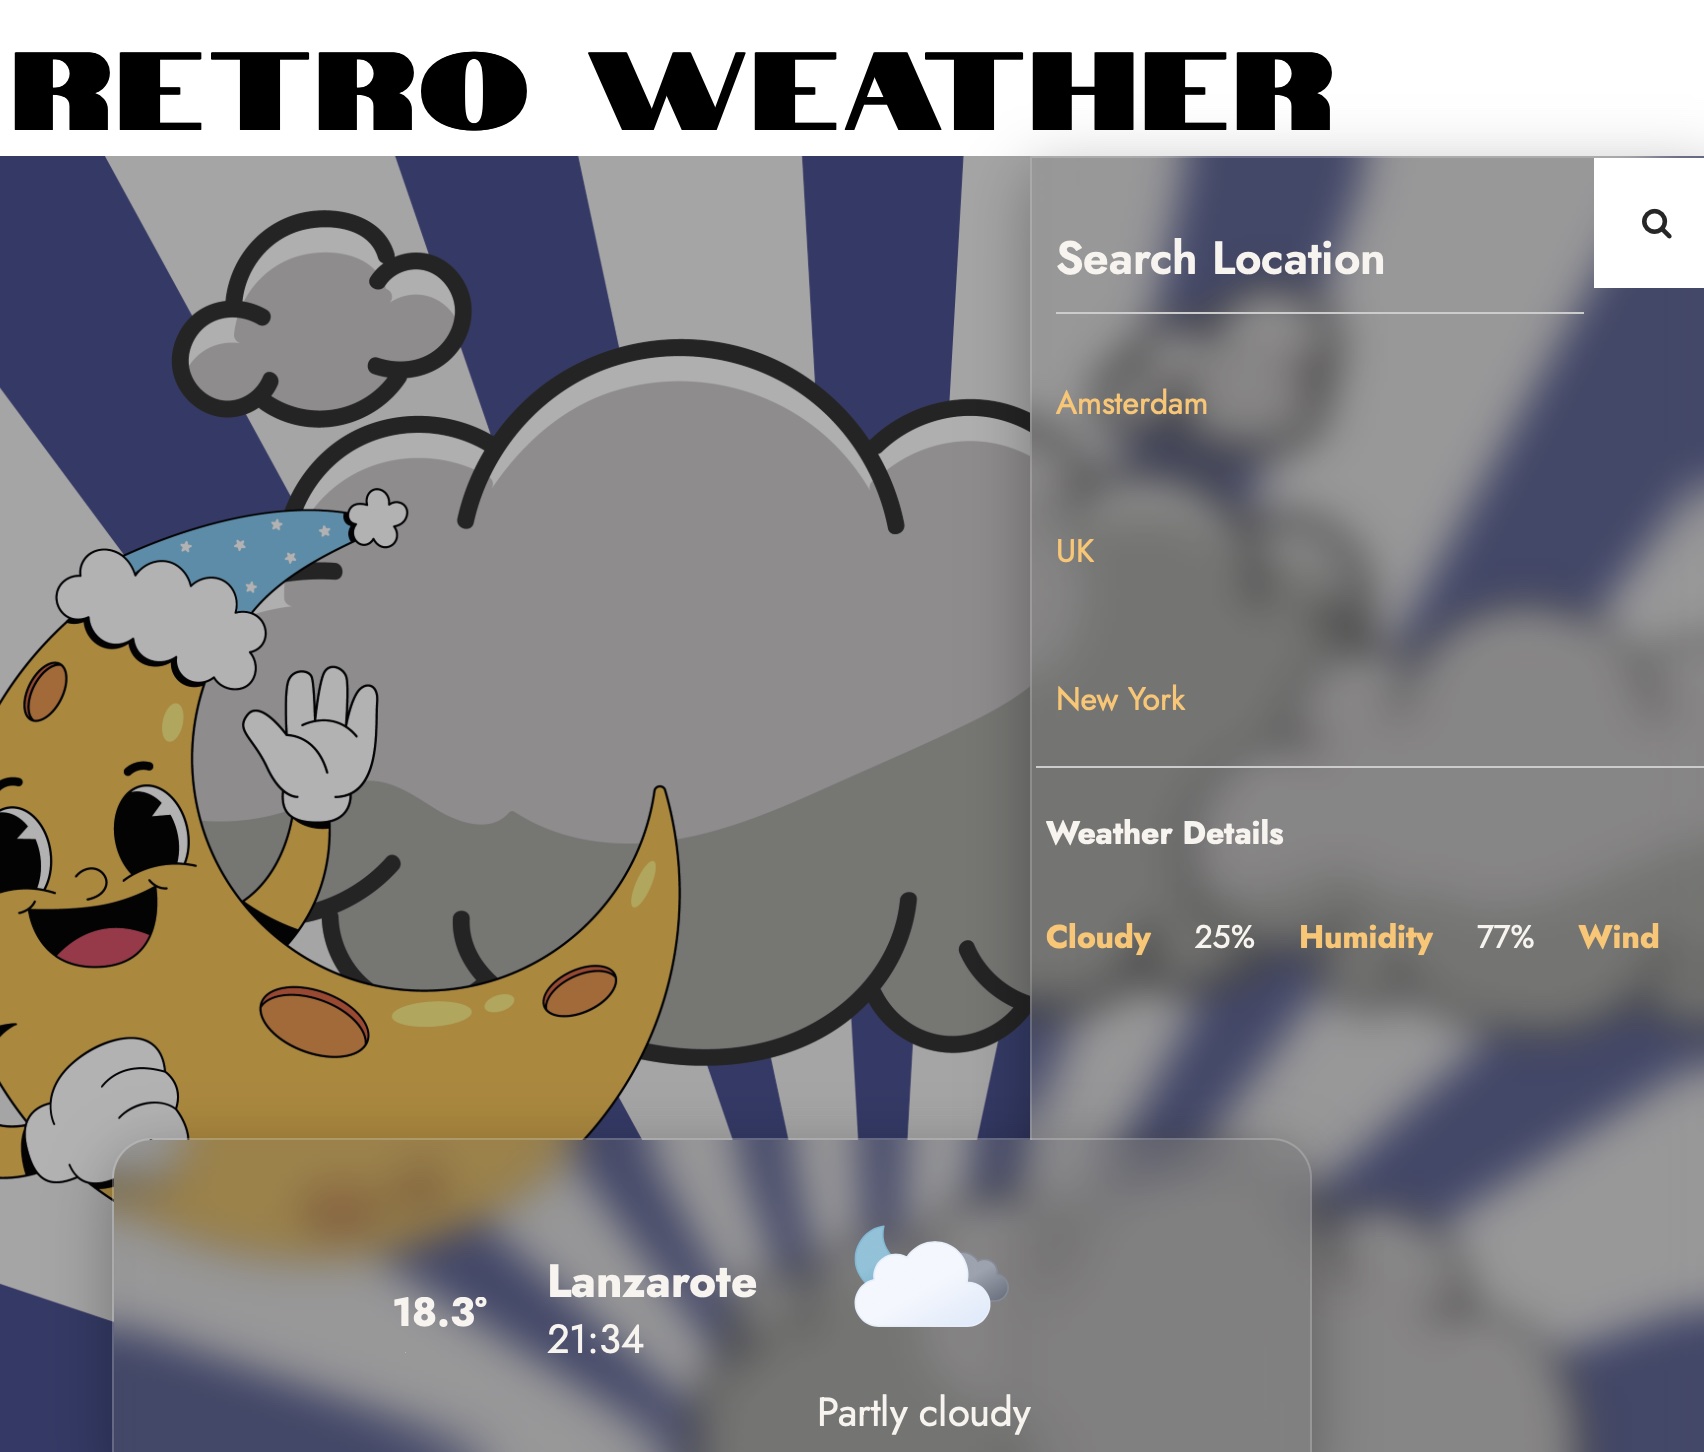 RETRO WEATHER
Search Location
Amsterdam
UK
New York
Weather Details
Cloudy 25% Humidity 77% Wind
18.3°
Lanzarote
21:34
Partly cloudy